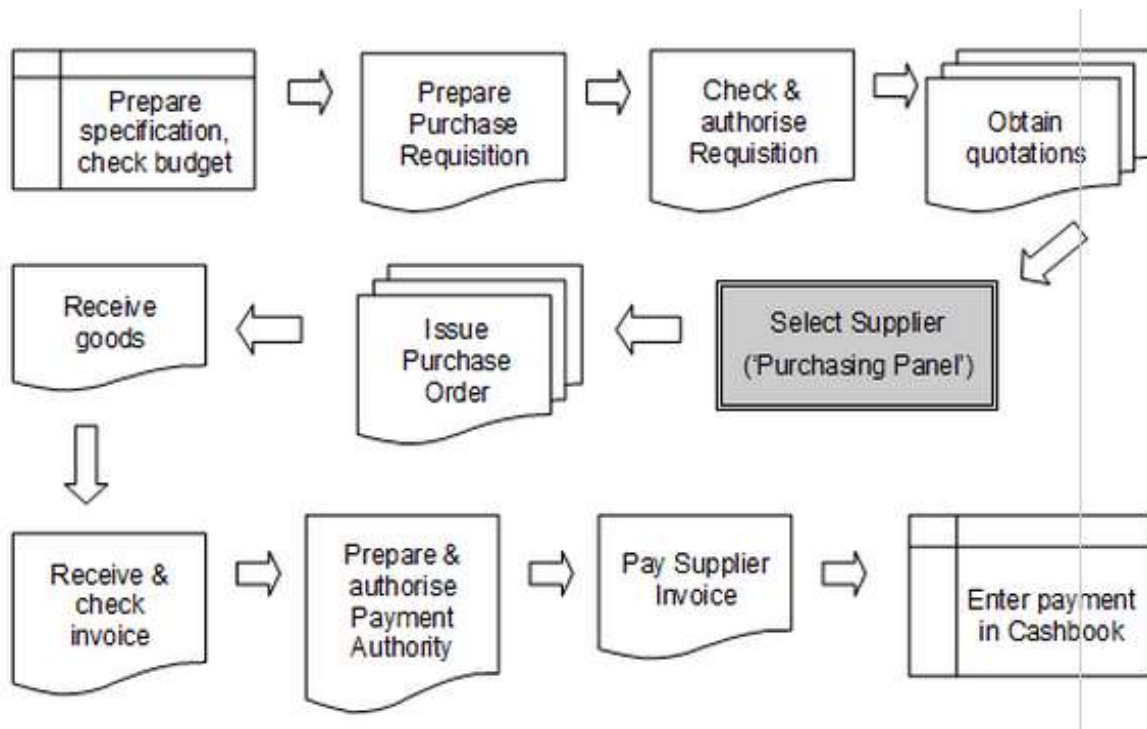 Prepare
specification,
check budget
Prepare
Purchase
Requisition
Check &
authorise
Requisition
Obtain
quotations
Select Supplier
(‘Purchasing Panel’)
Issue
Purchase
Order
Receive
goods
Receive &
check
invoice
Prepare &
authorise
Payment
Authority
Pay Supplier
Invoice
Enter payment
in Cashbook